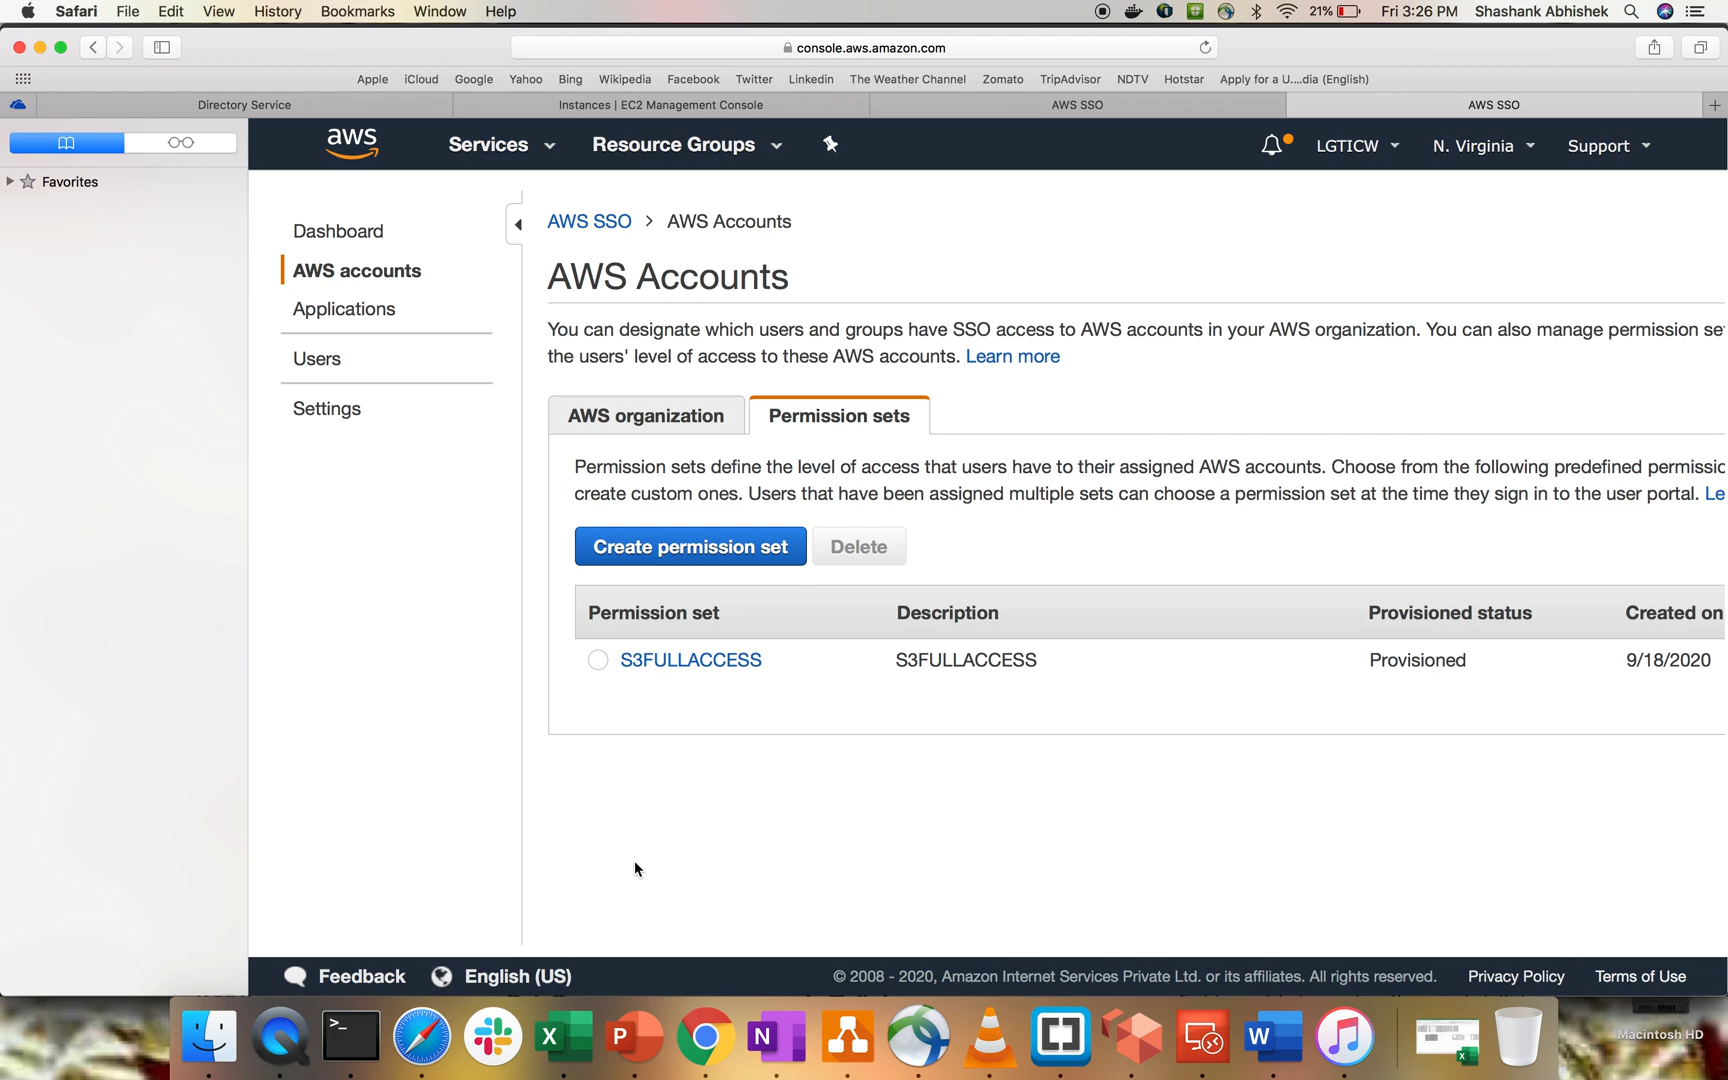 Safari File Edit View History Bookmarks Window Help 21% Fri 3:26 PM Shashank Abhishek
console.aws.amazon.com
Apple iCloud Google Yahoo Bing Wikipedia Facebook Twitter Linkedin The Weather Channel Zomato TripAdvisor NDTV Hotstar Apply for a U....dia (English)
Directory Service Instances | EC2 Management Console AWS SSO AWS SSO
aws Services Resource Groups LGTICW N. Virginia Support
Favorites
Dashboard
AWS accounts
Applications
Users
Settings
AWS SSO > AWS Accounts
AWS Accounts
You can designate which users and groups have SSO access to AWS accounts in your AWS organization. You can also manage permission se
the users' level of access to these AWS accounts. Learn more
AWS organization Permission sets
Permission sets define the level of access that users have to their assigned AWS accounts. Choose from the following predefined permissic
create custom ones. Users that have been assigned multiple sets can choose a permission set at the time they sign in to the user portal. Le
Create permission set Delete
Permission set Description Provisioned status Created on
S3FULLACCESS S3FULLACCESS Provisioned 9/18/2020
Feedback English (US) © 2008 - 2020, Amazon Internet Services Private Ltd. or its affiliates. All rights reserved. Privacy Policy Terms of Use
Macintosh HD